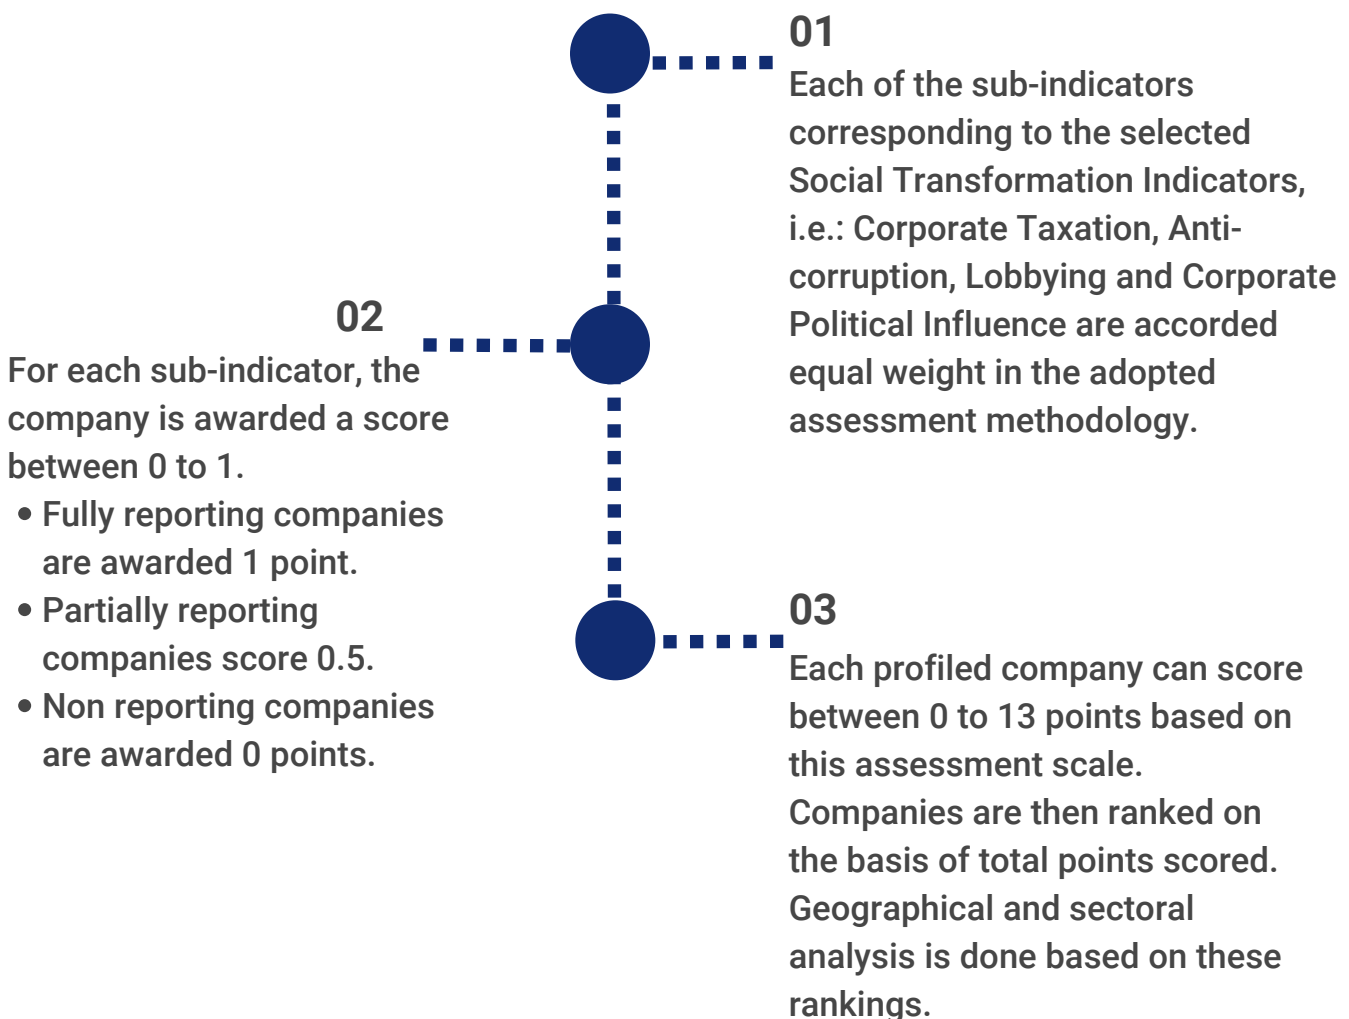 01
Each of the sub-indicators
corresponding to the selected
Social Transformation Indicators,
i.e.: Corporate Taxation, Anti-
corruption, Lobbying and Corporate
Political Influence are accorded
equal weight in the adopted
assessment methodology.
02
For each sub-indicator, the
company is awarded a score
between 0 to 1.
• Fully reporting companies
are awarded 1 point.
• Partially reporting
companies score 0.5.
• Non reporting companies
are awarded 0 points.
03
Each profiled company can score
between 0 to 13 points based on
this assessment scale.
Companies are then ranked on
the basis of total points scored.
Geographical and sectoral
analysis is done based on these
rankings.